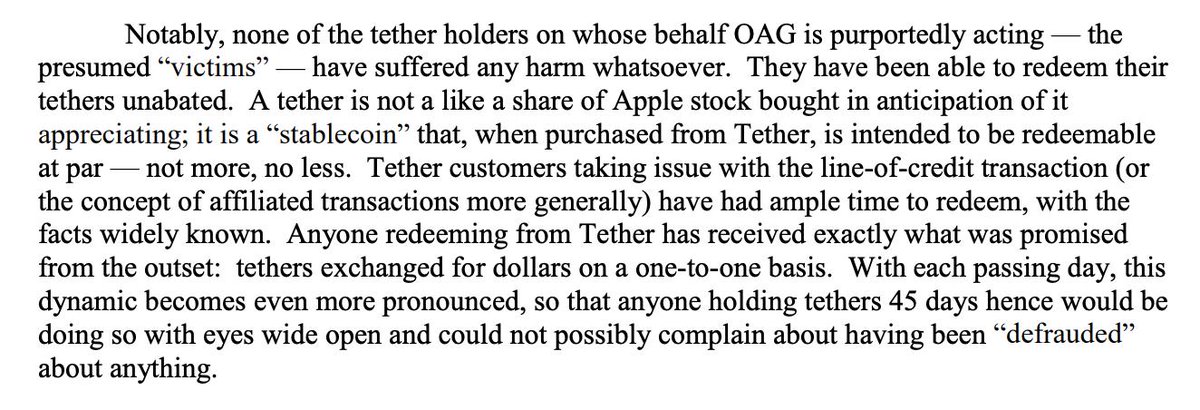 Notably, none of the tether holders on whose behalf OAG is purportedly acting — the
presumed “victims” — have suffered any harm whatsoever.  They have been able to redeem their
tethers unabated.  A tether is not a like a share of Apple stock bought in anticipation of it
appreciating; it is a “stablecoin” that, when purchased from Tether, is intended to be redeemable
at par — not more, no less.  Tether customers taking issue with the line-of-credit transaction (or
the concept of affiliated transactions more generally) have had ample time to redeem, with the
facts widely known.  Anyone redeeming from Tether has received exactly what was promised
from the outset:  tethers exchanged for dollars on a one-to-one basis.  With each passing day, this
dynamic becomes even more pronounced, so that anyone holding tethers 45 days hence would be
doing so with eyes wide open and could not possibly complain about having been “defrauded”
about anything.